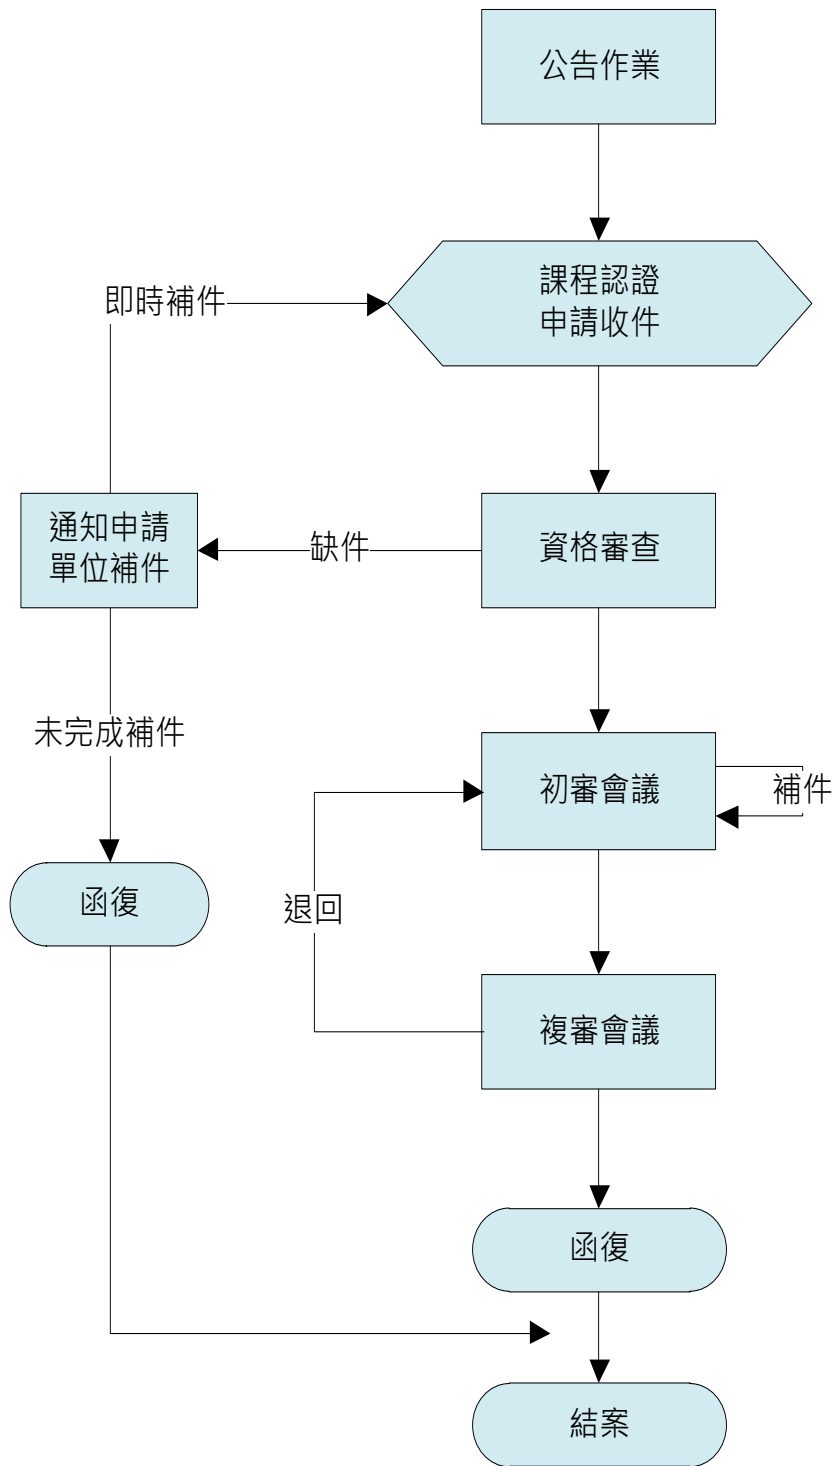 公告作業
課程認證
申請收件
即時補件
通知申請
單位補件
缺件
資格審查
未完成補件
初審會議
補件
函復
退回
複審會議
函復
結案